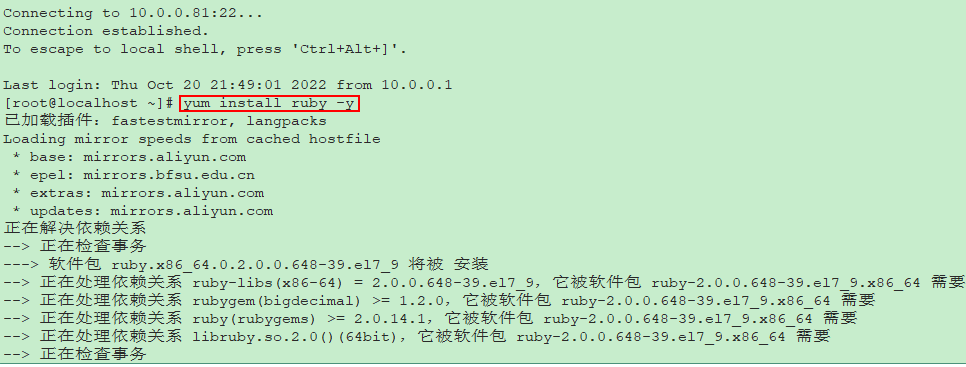 Connecting to 10.0.0.81:22...
Connection established.
To escape to local shell, press 'Ctrl+Alt+]'.
Last login: Thu Oct 20 21:49:01 2022 from 10.0.0.1
[root@localhost ~]# yum install ruby -y
已加载插件：fastestmirror, langpacks
Loading mirror speeds from cached hostfile
 * base: mirrors.aliyun.com
 * epel: mirrors.bfsu.edu.cn
 * extras: mirrors.aliyun.com
 * updates: mirrors.aliyun.com
正在解决依赖关系
--> 正在检查事务
---> 软件包 ruby.x86_64.0.2.0.0.648-39.el7_9 将被 安装
--> 正在处理依赖关系 ruby-libs(x86-64) = 2.0.0.648-39.el7_9，它被软件包 ruby-2.0.0.648-39.el7_9.x86_64 需要
--> 正在处理依赖关系 rubygem(bigdecimal) >= 1.2.0，它被软件包 ruby-2.0.0.648-39.el7_9.x86_64 需要
--> 正在处理依赖关系 ruby(rubygems) >= 2.0.14.1，它被软件包 ruby-2.0.0.648-39.el7_9.x86_64 需要
--> 正在处理依赖关系 libruby.so.2.0()(64bit)，它被软件包 ruby-2.0.0.648-39.el7_9.x86_64 需要
--> 正在检查事务